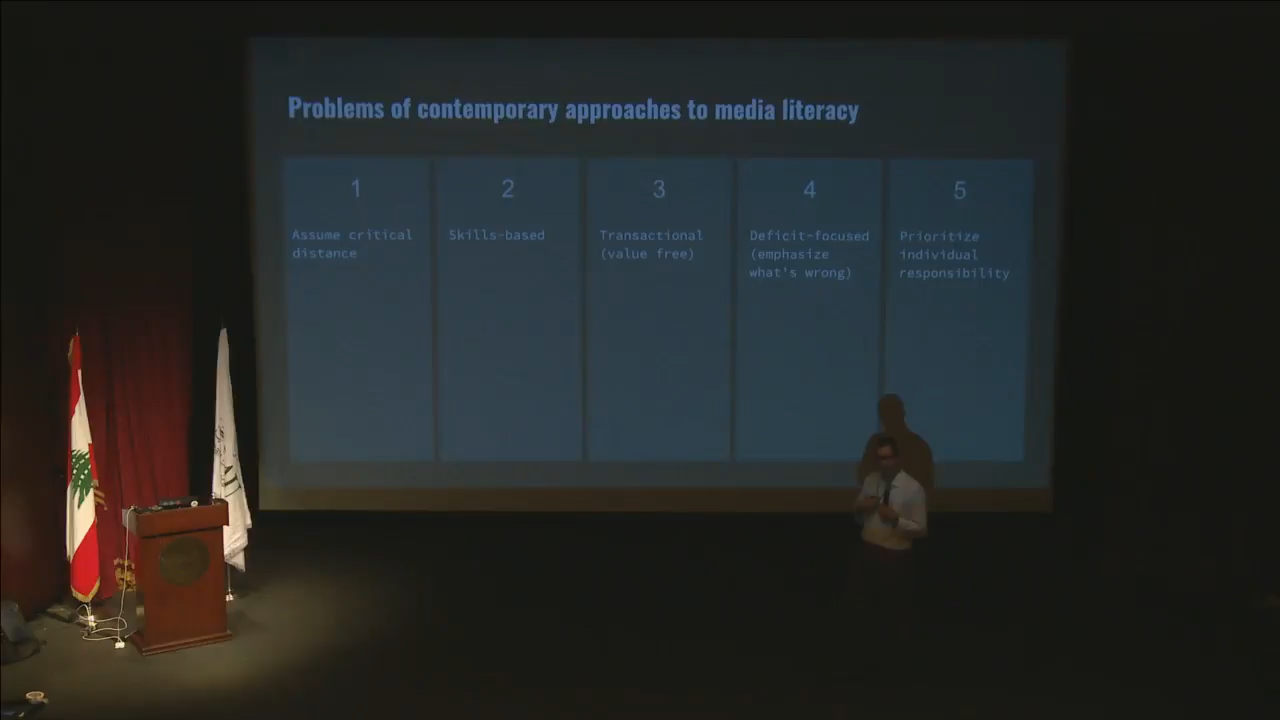 Problems of contemporary approaches to media literacy
1
Assume critical
distance
2
Skills-based
3
Transactional
(value free)
4
Deficit-focused
(emphasize
what's wrong)
5
Prioritize
individual
responsibility